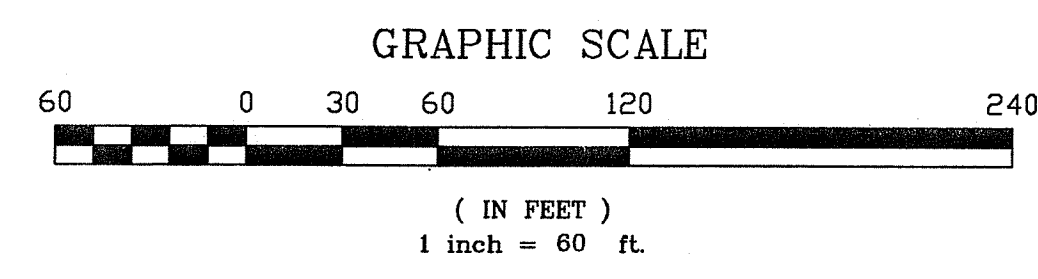 GRAPHIC SCALE
60 0 30 60 120 240
( IN FEET )
1 inch = 60 ft.